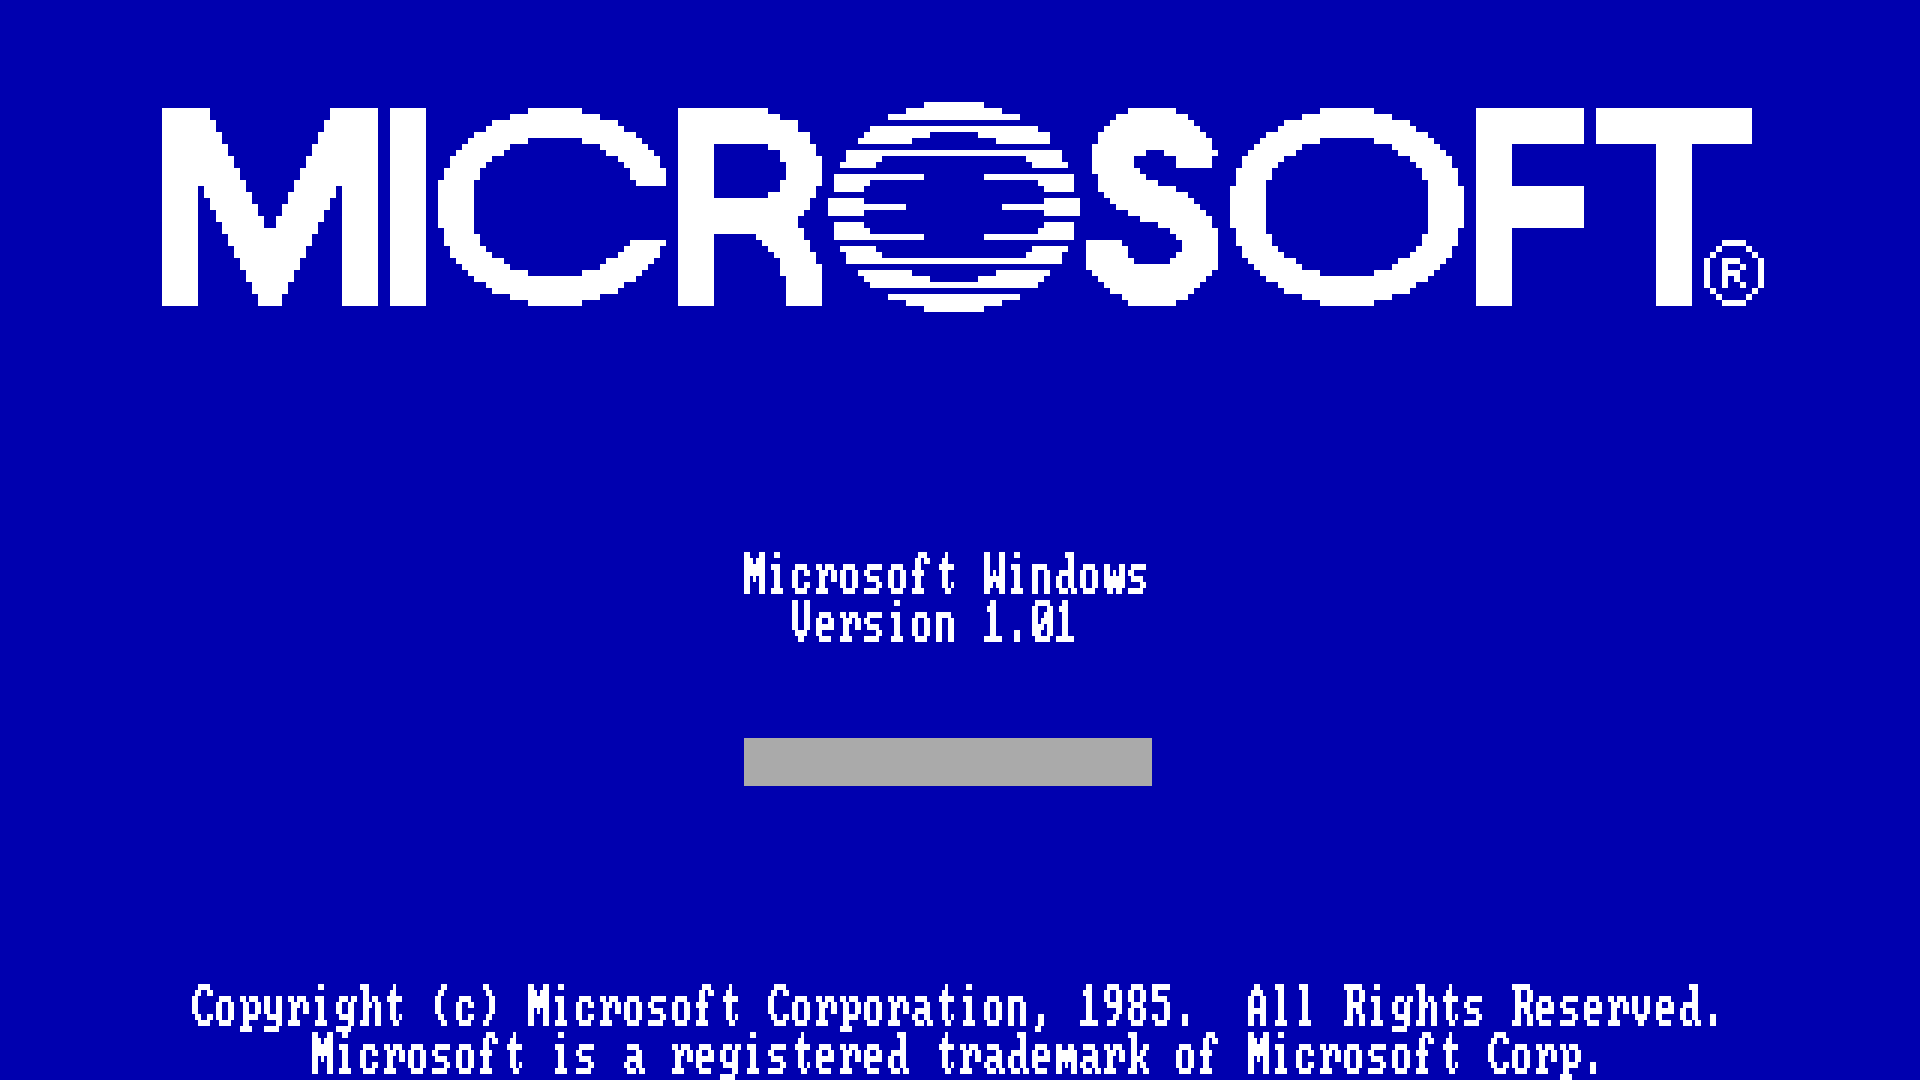 MICROSOFT®
Microsoft Windows
Version 1.01
Copyright (c) Microsoft Corporation, 1985.  All Rights Reserved.
Microsoft is a registered trademark of Microsoft Corp.